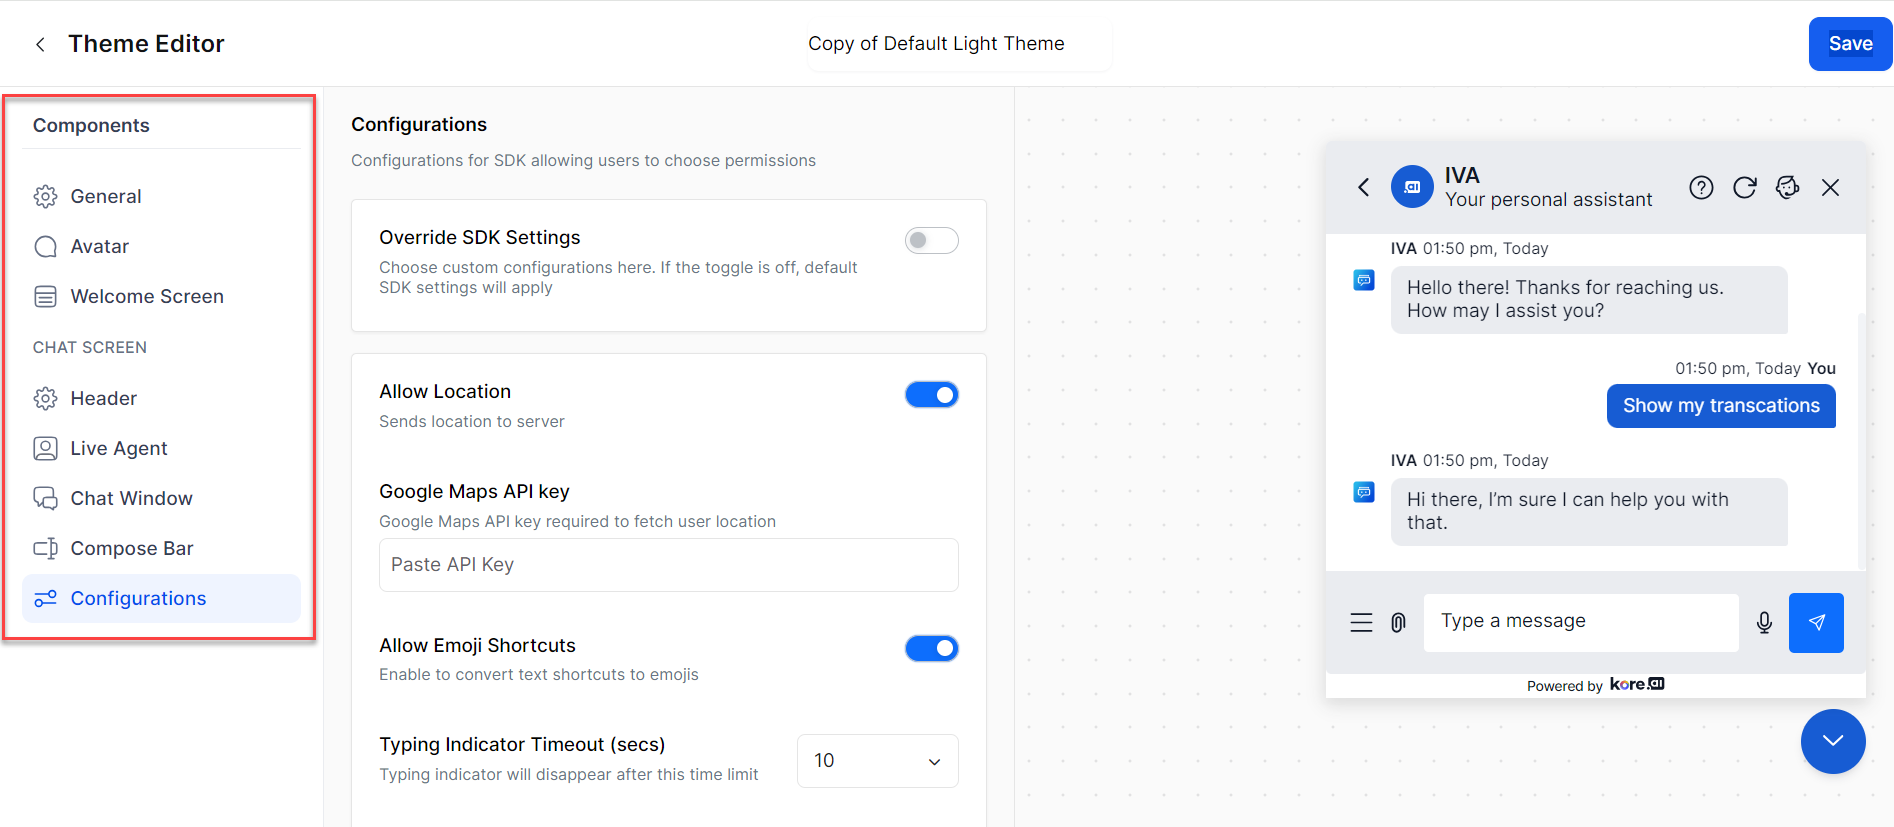 Theme Editor
Copy of Default Light Theme
Save
Components
General
Avatar
Welcome Screen
CHAT SCREEN
Header
Live Agent
Chat Window
Compose Bar
Configurations
Configurations
Configurations for SDK allowing users to choose permissions
Override SDK Settings
Choose custom configurations here. If the toggle is off, default
SDK settings will apply
Allow Location
Sends location to server
Google Maps API key
Google Maps API key required to fetch user location
Paste API Key
Allow Emoji Shortcuts
Enable to convert text shortcuts to emojis
Typing Indicator Timeout (secs)
Typing indicator will disappear after this time limit
10
.ai
IVA
Your personal assistant
IVA 01:50 pm, Today
Hello there! Thanks for reaching us.
How may I assist you?
01:50 pm, Today You
Show my transcations
IVA 01:50 pm, Today
Hi there, I’m sure I can help you with
that.
Type a message
Powered by kore.ai